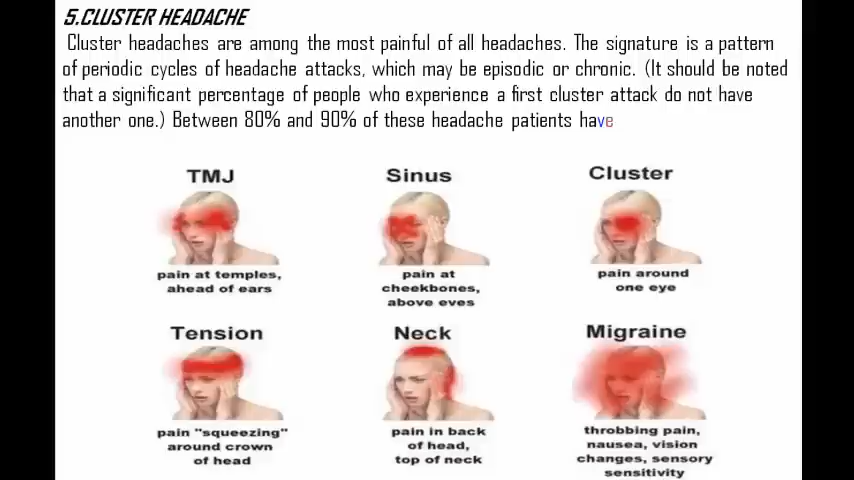 5.CLUSTER HEADACHE
Cluster headaches are among the most painful of all headaches. The signature is a pattern
of periodic cycles of headache attacks, which may be episodic or chronic. (It should be noted
that a significant percentage of people who experience a first cluster attack do not have
another one.) Between 80% and 90% of these headache patients have
TMJ
pain at temples,
ahead of ears
Sinus
pain at
cheekbones,
above eyes
Cluster
pain around
one eye
Tension
pain "squeezing"
around crown
of head
Neck
pain in back
of head,
top of neck
Migraine
throbbing pain,
nausea, vision
changes, sensory
sensitivity